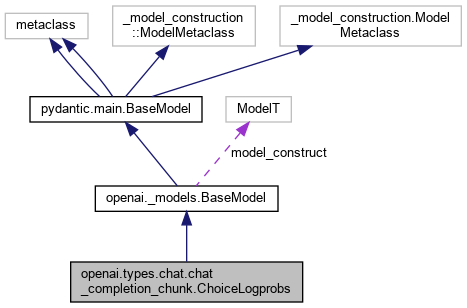 metaclass
_model_construction
::ModelMetaclass
_model_construction.Model
Metaclass
pydantic.main.BaseModel
ModelT
model_construct
openai._models.BaseModel
openai.types.chat.chat
_completion_chunk.ChoiceLogprobs